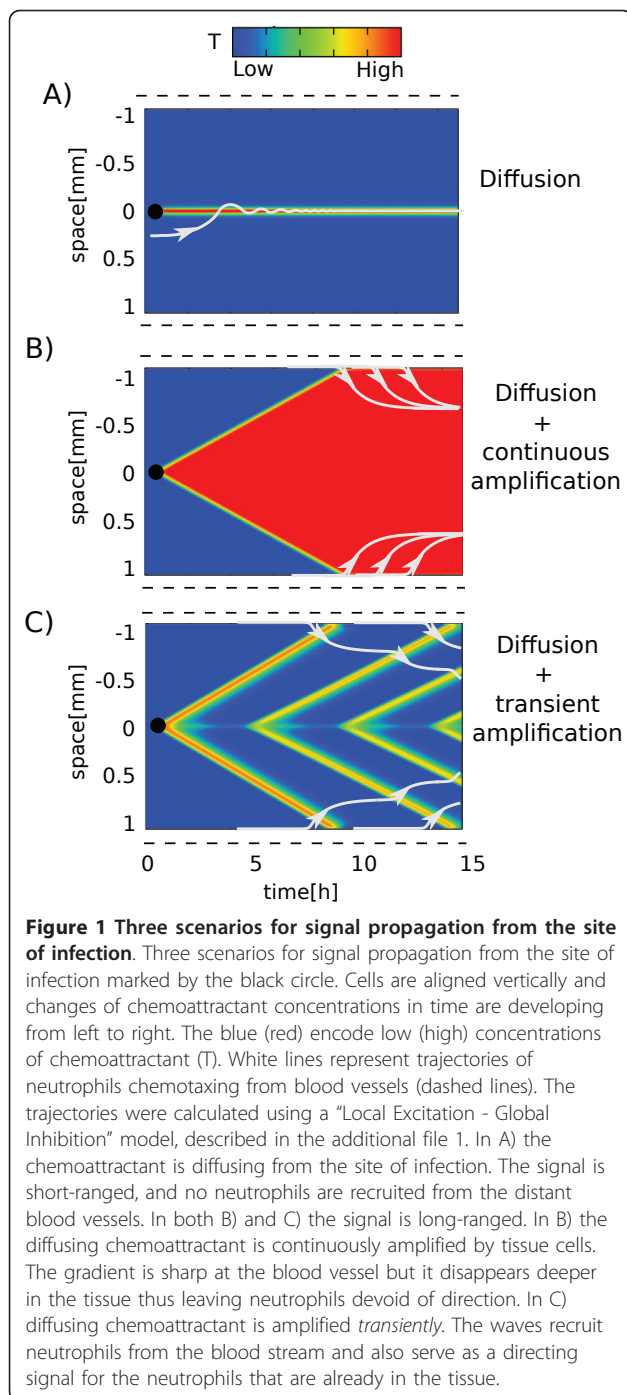 T
Low High
A)
-1
-0.5
0
0.5
1
space[mm]
Diffusion
B)
-1
-0.5
0
0.5
1
space[mm]
Diffusion
+
continuous
amplification
C)
-1
-0.5
0
0.5
1
space[mm]
Diffusion
+
transient
amplification
0 5 10 15
time[h]
Figure 1 Three scenarios for signal propagation from the site
of infection. Three scenarios for signal propagation from the site of
infection marked by the black circle. Cells are aligned vertically and
changes of chemoattractant concentrations in time are developing
from left to right. The blue (red) encode low (high) concentrations
of chemoattractant (T). White lines represent trajectories of
neutrophils chemotaxing from blood vessels (dashed lines). The
trajectories were calculated using a "Local Excitation - Global
Inhibition" model, described in the additional file 1. In A) the
chemoattractant is diffusing from the site of infection. The signal is
short-ranged, and no neutrophils are recruited from the distant
blood vessels. In both B) and C) the signal is long-ranged. In B) the
diffusing chemoattractant is continuously amplified by tissue cells.
The gradient is sharp at the blood vessel but it disappears deeper
in the tissue thus leaving neutrophils devoid of direction. In C)
diffusing chemoattractant is amplified transiently. The waves recruit
neutrophils from the blood stream and also serve as a directing
signal for the neutrophils that are already in the tissue.